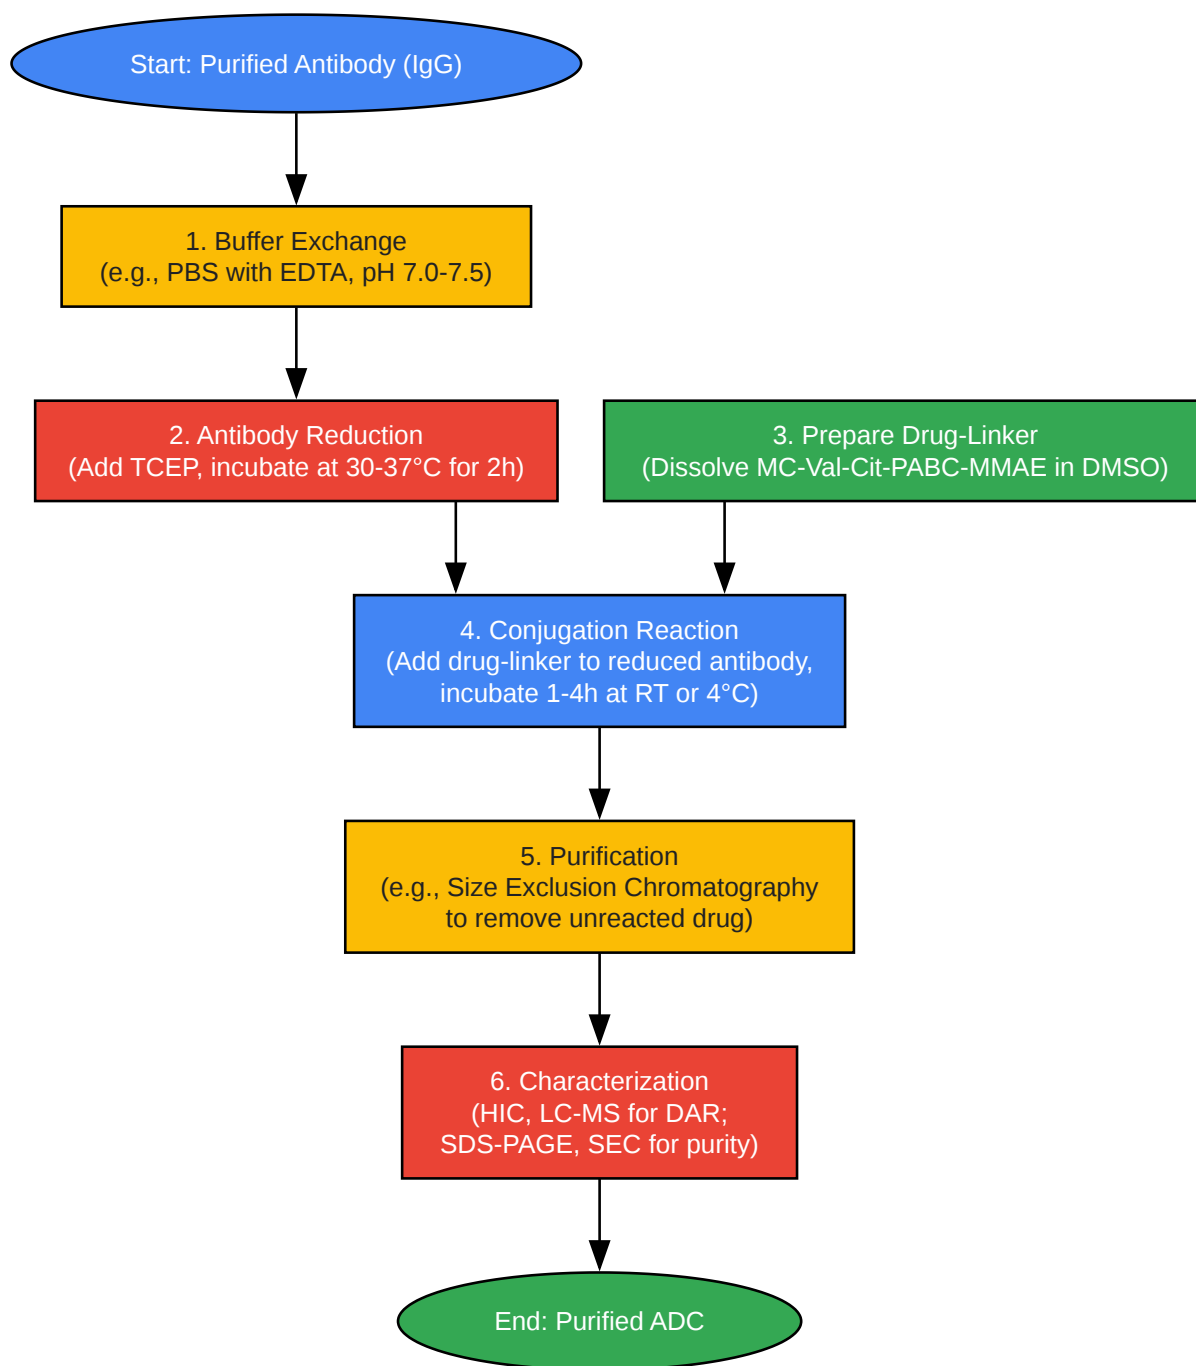 Start: Purified Antibody (IgG)
1. Buffer Exchange
(e.g., PBS with EDTA, pH 7.0-7.5)
2. Antibody Reduction
(Add TCEP, incubate at 30-37°C for 2h)
3. Prepare Drug-Linker
(Dissolve MC-Val-Cit-PABC-MMAE in DMSO)
4. Conjugation Reaction
(Add drug-linker to reduced antibody,
incubate 1-4h at RT or 4°C)
5. Purification
(e.g., Size Exclusion Chromatography
to remove unreacted drug)
6. Characterization
(HIC, LC-MS for DAR;
SDS-PAGE, SEC for purity)
End: Purified ADC